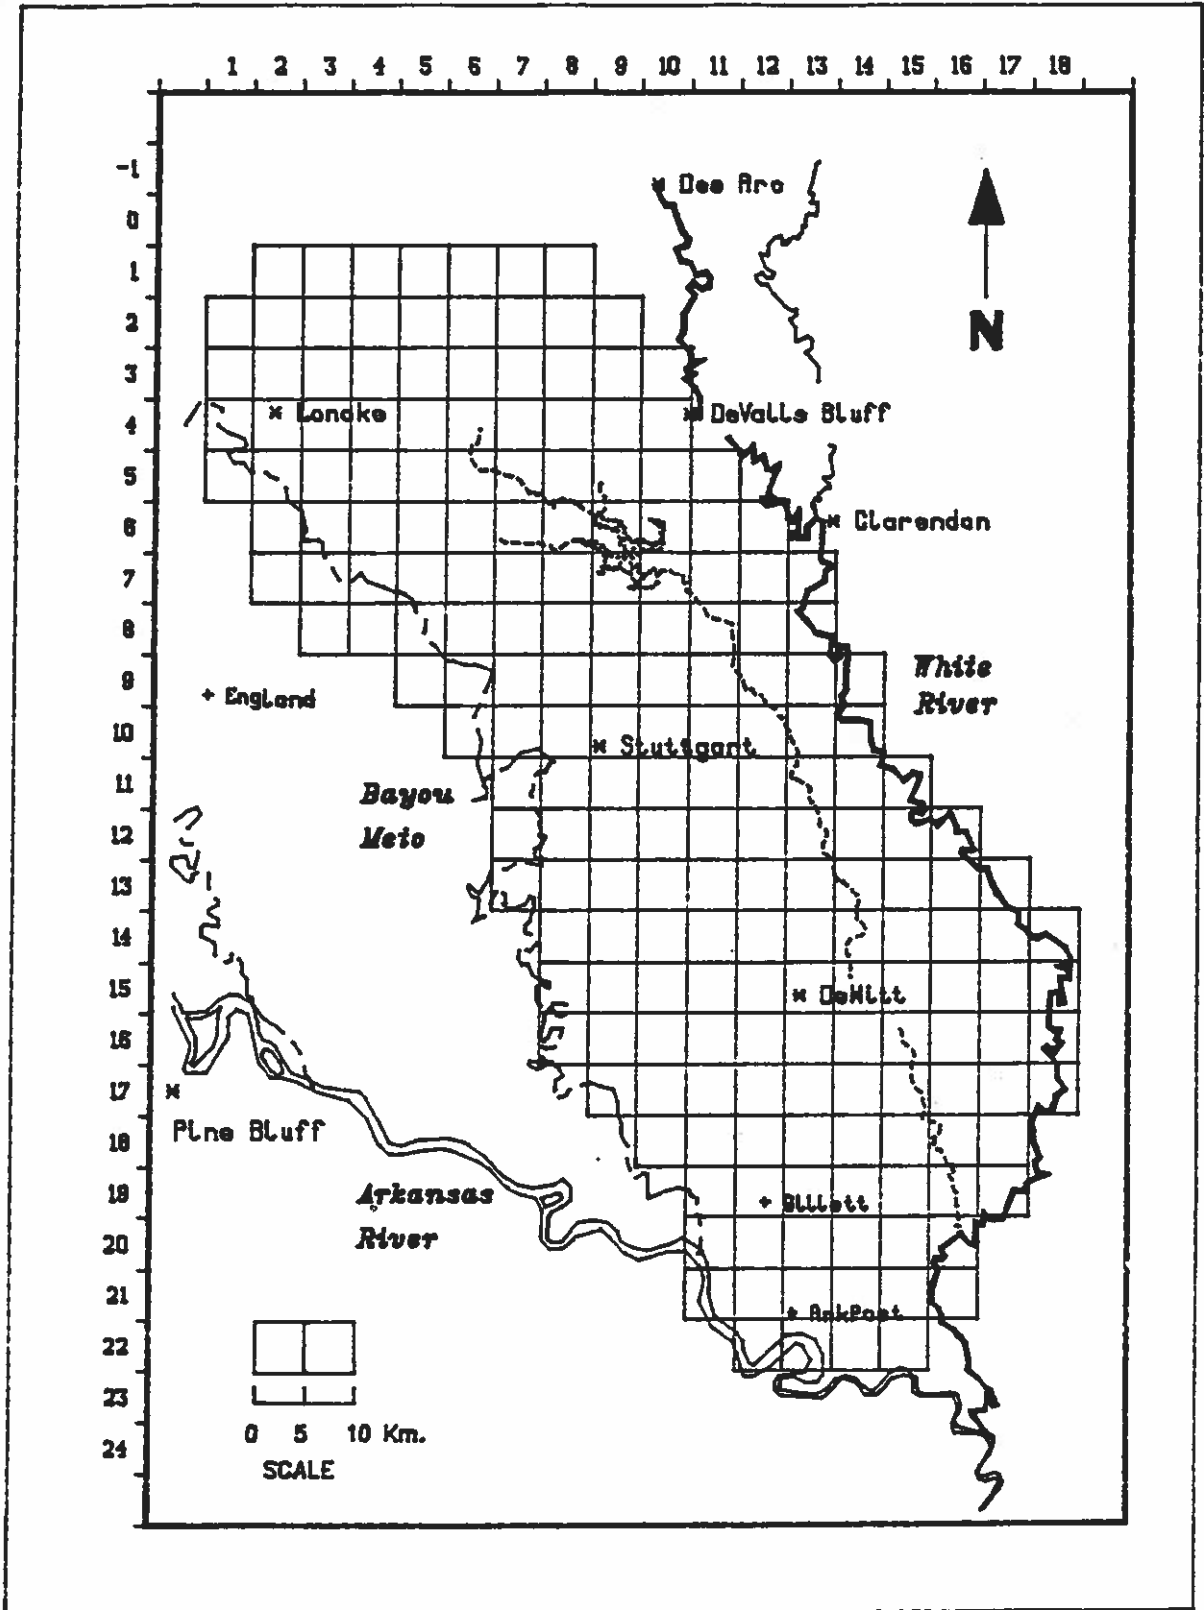 1 2 3 4 5 6 7 8 9 10 11 12 13 14 15 16 17 18
-1
Des Arc
0
1
N
2
3
4
Lonoke
DeValls Bluff
5
6
Clarendon
7
8
White
River
9
England
10
Stuttgart
11
Bayou
Meto
12
13
14
15
DeWitt
16
17
Pine Bluff
18
19
Arkansas
River
Gillett
20
21
ArkPost
22
23
0 5 10 Km.
24
SCALE